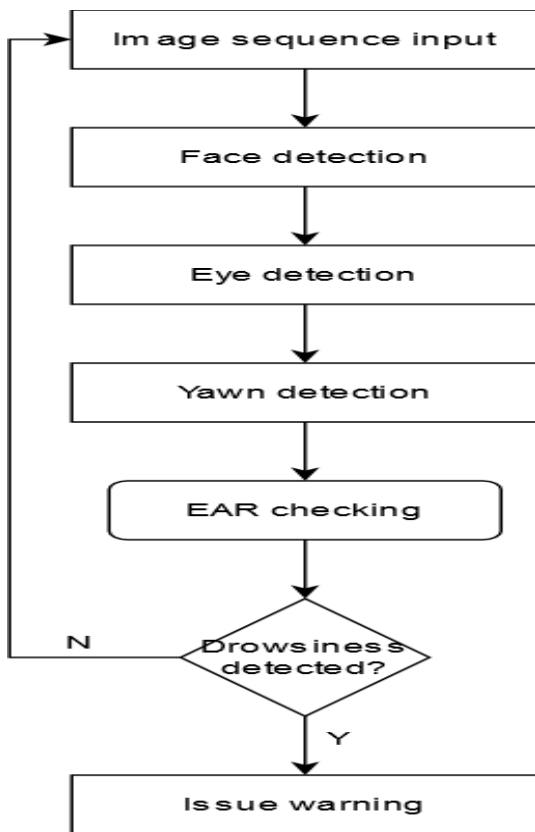 Image sequence input
Face detection
Eye detection
Yawn detection
EAR checking
Drowsiness
detected?
N
Y
Issue warning